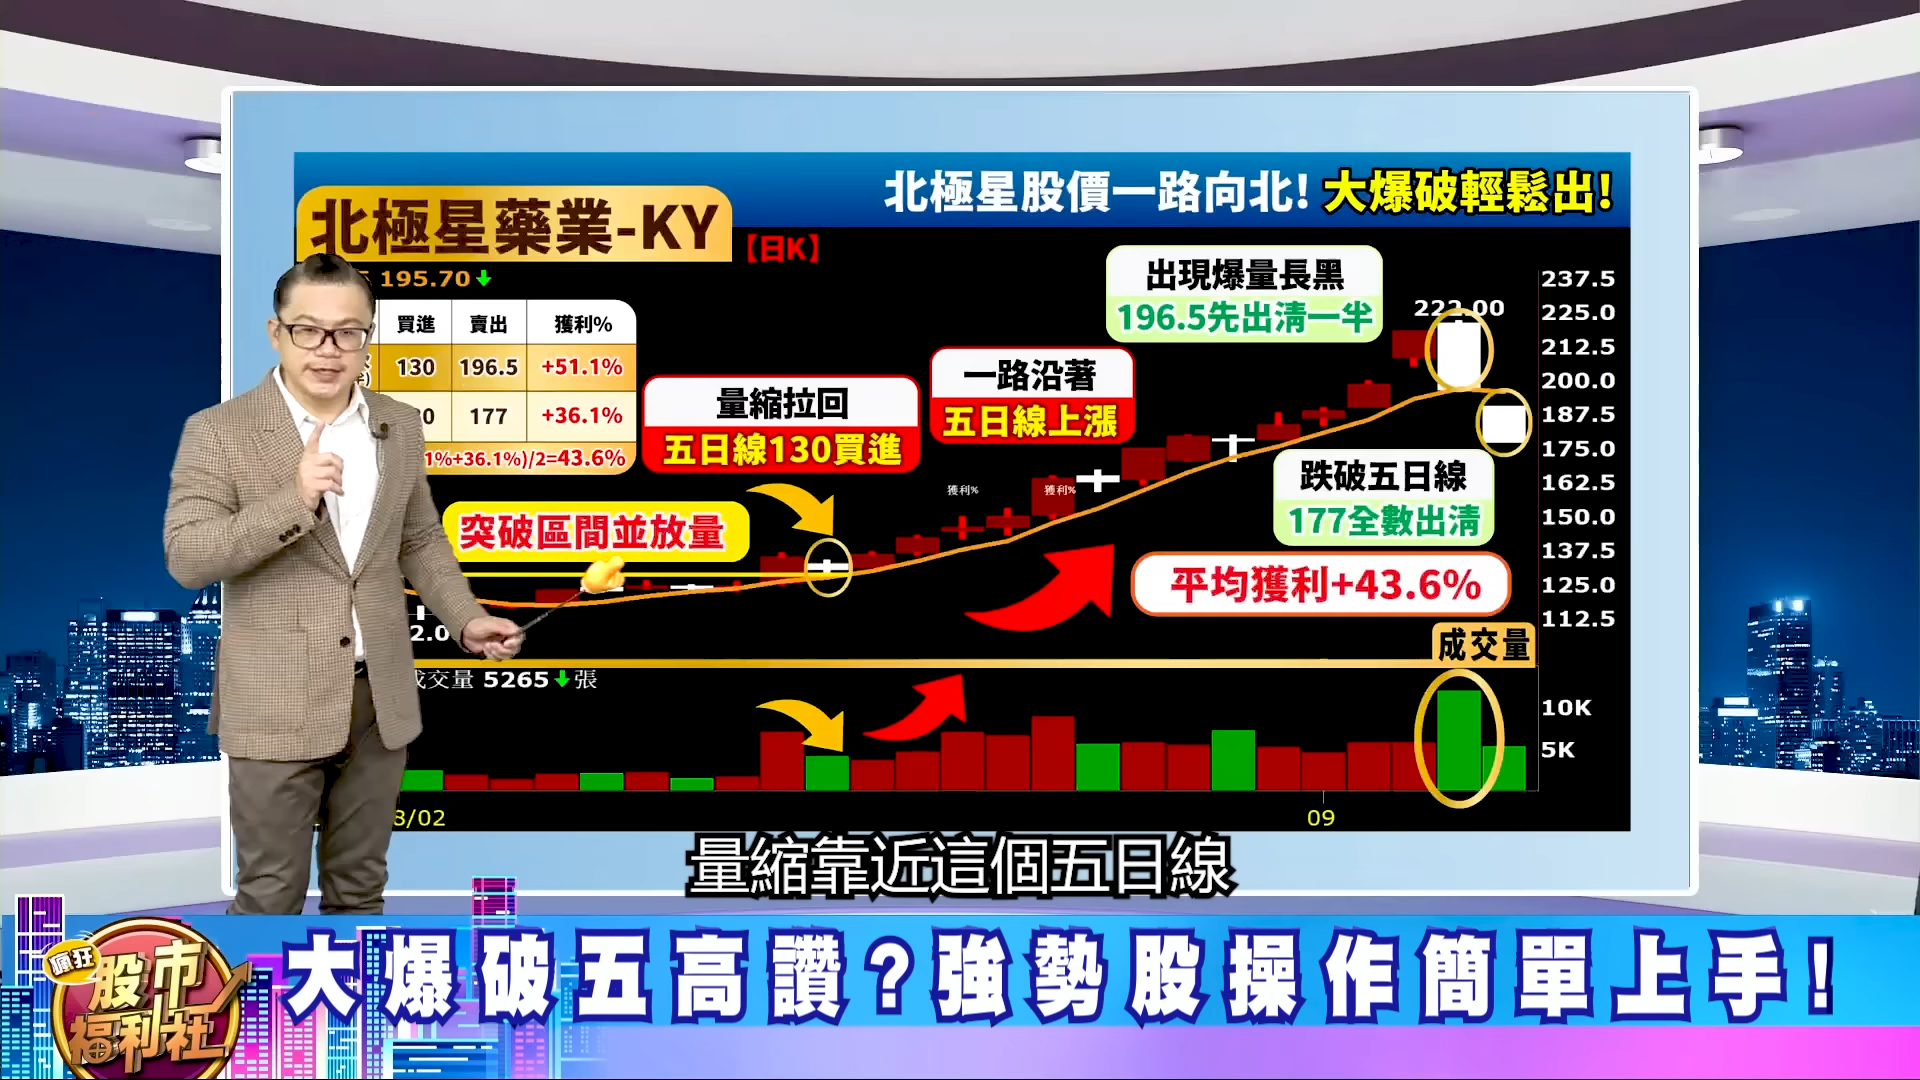 北極星股價一路向北! 大爆破輕鬆出!
北極星藥業-KY
【日K】
195.70
買進 賣出 獲利%
130 196.5 +51.1%
0 177 +36.1%
1%+36.1%)/2=43.6%
出現爆量長黑
196.5先出清一半
222.00
一路沿著
五日線上漲
量縮拉回
五日線130買進
獲利%
獲利%
跌破五日線
177全數出清
突破區間並放量
平均獲利+43.6%
2.0
237.5
225.0
212.5
200.0
187.5
175.0
162.5
150.0
137.5
125.0
112.5
成交量
成交量 5265 張
10K
5K
8/02
09
量縮靠近這個五日線
瘋狂
股市
福利社
大爆破五高讚?強勢股操作簡單上手!